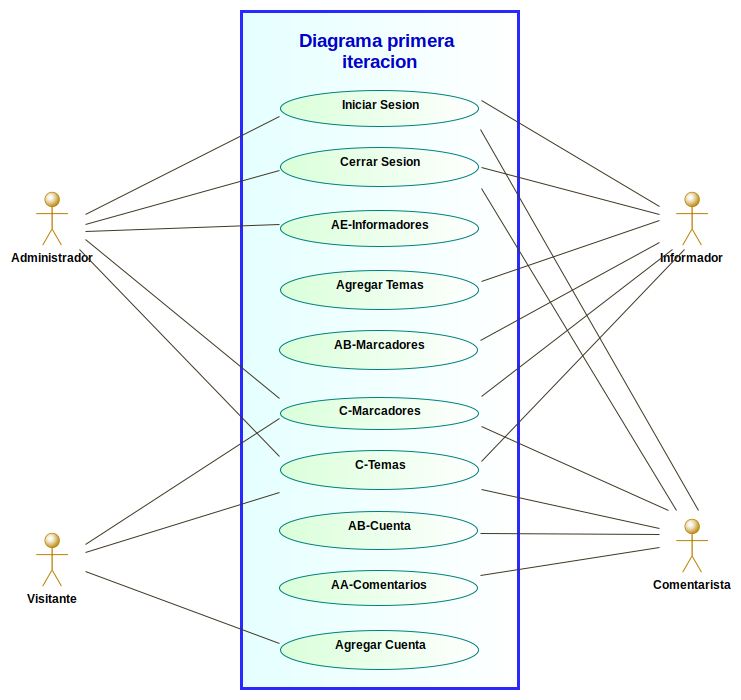 Diagrama primera
iteracion
Iniciar Sesion
Cerrar Sesion
AE-Informadores
Administrador
Informador
Agregar Temas
AB-Marcadores
C-Marcadores
C-Temas
AB-Cuenta
AA-Comentarios
Visitante
Comentarista
Agregar Cuenta